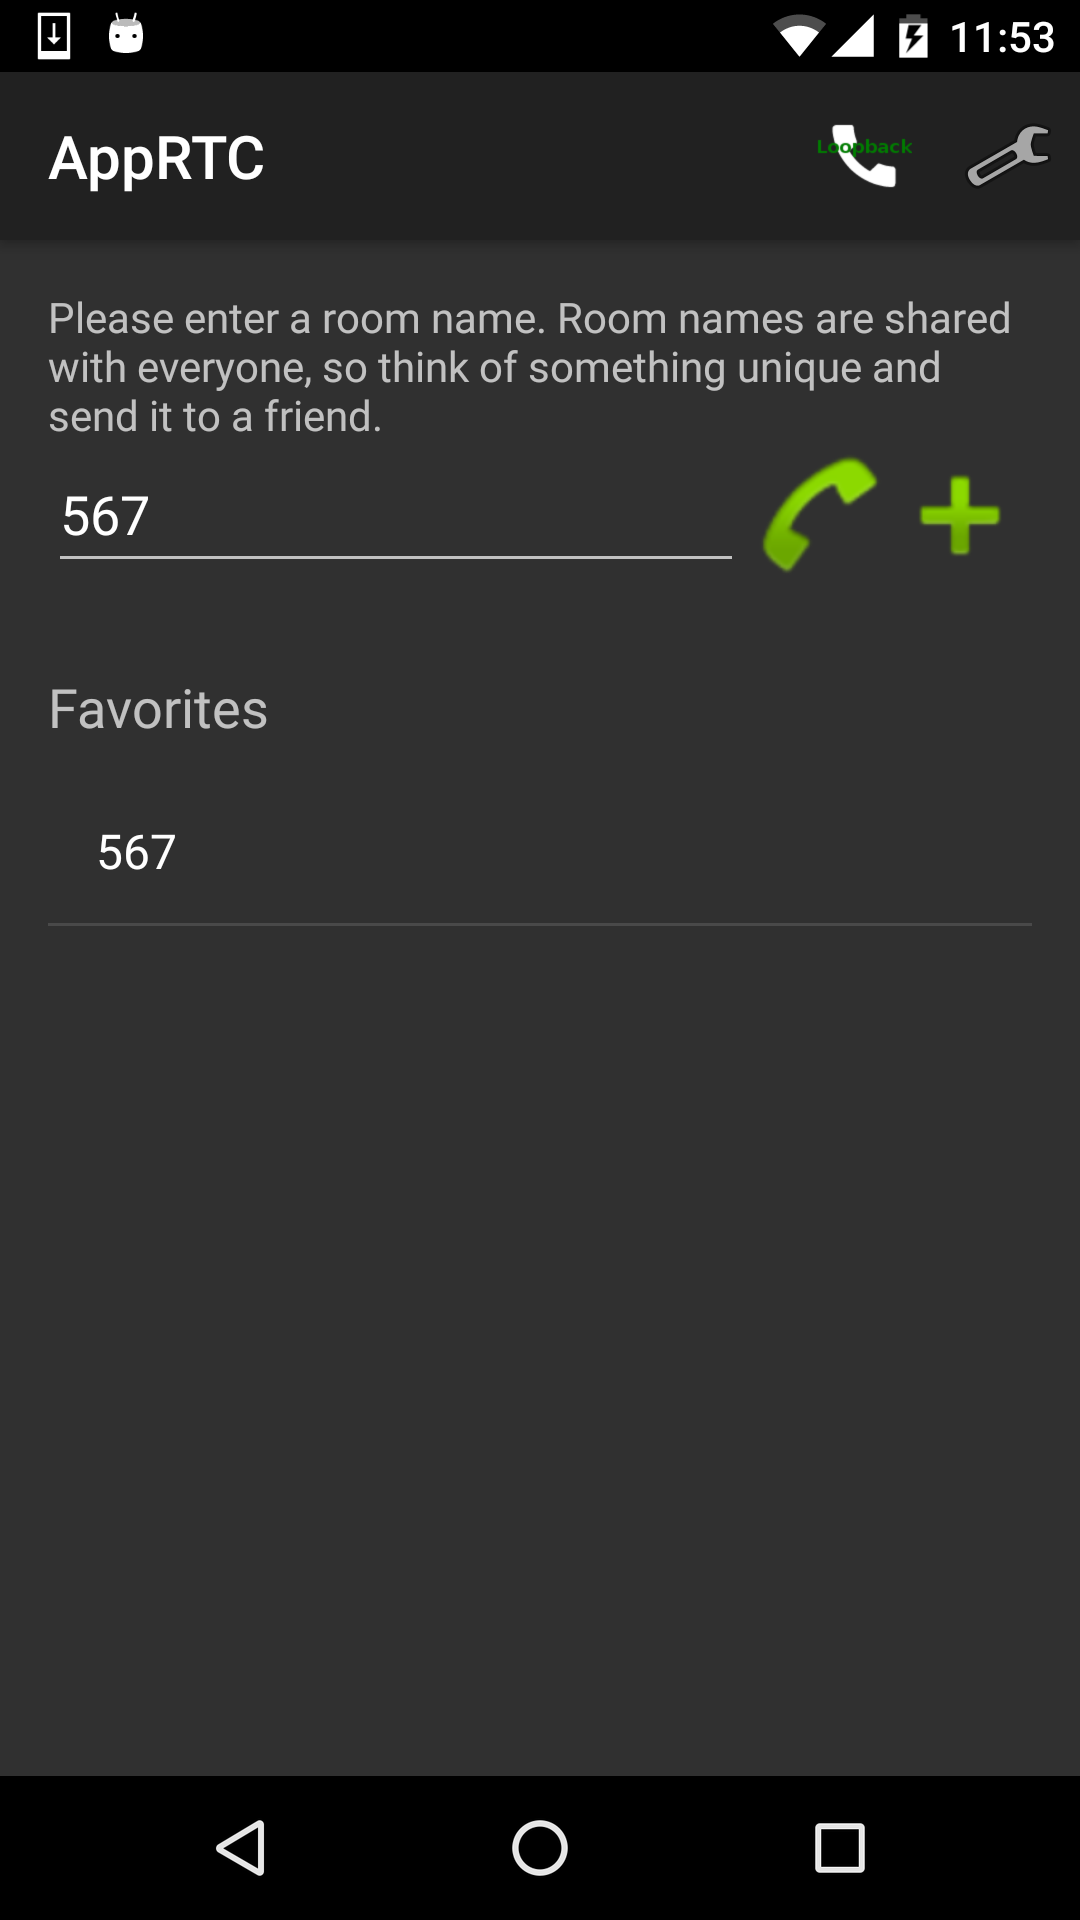 11:53
AppRTC
Loopback
Please enter a room name. Room names are shared
with everyone, so think of something unique and
send it to a friend.
567
Favorites
567